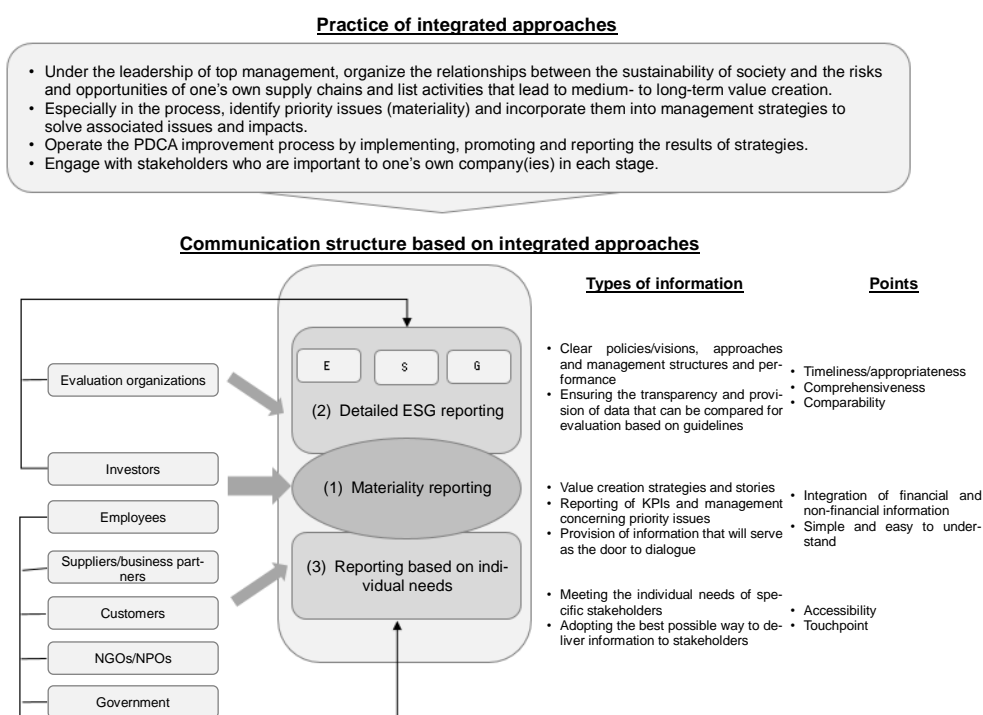 Practice of integrated approaches
• Under the leadership of top management, organize the relationships between the sustainability of society and the risks
and opportunities of one's own supply chains and list activities that lead to medium- to long-term value creation.
• Especially in the process, identify priority issues (materiality) and incorporate them into management strategies to
solve associated issues and impacts.
• Operate the PDCA improvement process by implementing, promoting and reporting the results of strategies.
• Engage with stakeholders who are important to one's own company(ies) in each stage.
Communication structure based on integrated approaches
Types of information
Points
Evaluation organizations
Investors
Employees
Suppliers/business part-
ners
Customers
NGOs/NPOs
Government
E
S
G
(2) Detailed ESG reporting
(1) Materiality reporting
(3) Reporting based on indi-
vidual needs
• Clear policies/visions, approaches
and management structures and per-
formance
• Ensuring the transparency and provi-
sion of data that can be compared for
evaluation based on guidelines
• Timeliness/appropriateness
• Comprehensiveness
• Comparability
• Value creation strategies and stories
• Reporting of KPIs and management
concerning priority issues
• Provision of information that will serve
as the door to dialogue
• Integration of financial and
non-financial information
• Simple and easy to under-
stand
• Meeting the individual needs of spe-
cific stakeholders
• Adopting the best possible way to de-
liver information to stakeholders
• Accessibility
• Touchpoint